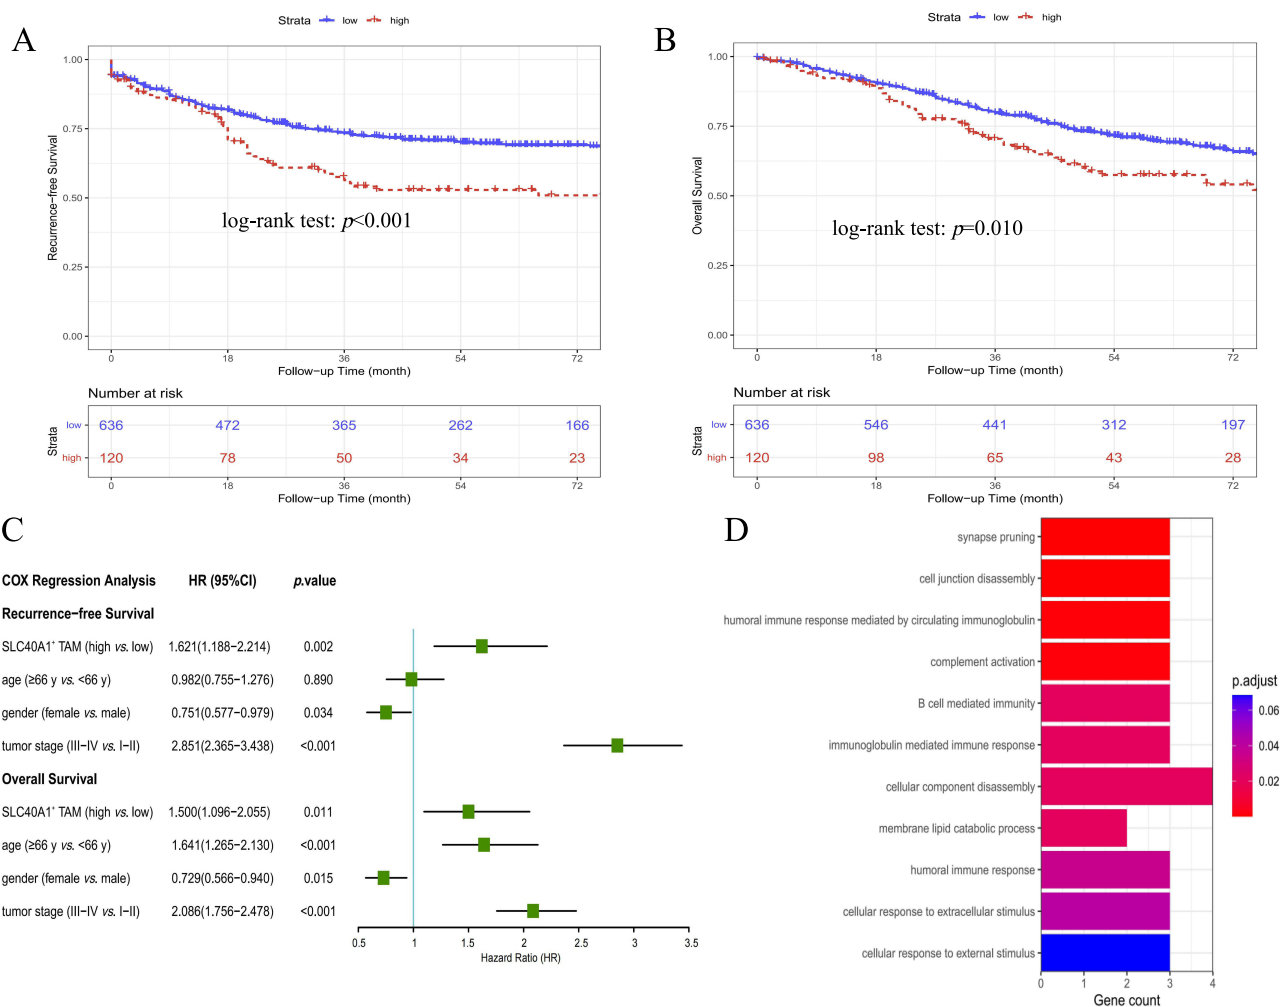 A
Strata low high
1.00
0.75
0.50
0.25
0.00
Recurrence−free Survival
log-rank test: p<0.001
0 18 36 54 72
Follow−up Time (month)
Number at risk
Strata
low 636 472 365 262 166
high 120 78 50 34 23
0 18 36 54 72
Follow−up Time (month)
B
Strata low high
1.00
0.75
0.50
0.25
0.00
Overall Survival
log-rank test: p=0.010
0 18 36 54 72
Follow−up Time (month)
Number at risk
Strata
low 636 546 441 312 197
high 120 98 65 43 28
0 18 36 54 72
Follow−up Time (month)
C
COX Regression Analysis HR (95%CI) p.value
Recurrence−free Survival
SLC40A1⁺ TAM (high vs. low) 1.621(1.188−2.214) 0.002
age (≥66 y vs. <66 y) 0.982(0.755−1.276) 0.890
gender (female vs. male) 0.751(0.577−0.979) 0.034
tumor stage (III−IV vs. I−II) 2.851(2.365−3.438) <0.001
Overall Survival
SLC40A1⁺ TAM (high vs. low) 1.500(1.096−2.055) 0.011
age (≥66 y vs. <66 y) 1.641(1.265−2.130) <0.001
gender (female vs. male) 0.729(0.566−0.940) 0.015
tumor stage (III−IV vs. I−II) 2.086(1.756−2.478) <0.001
0.5 1 1.5 2 2.5 3 3.5
Hazard Ratio (HR)
D
synapse pruning
cell junction disassembly
humoral immune response mediated by circulating immunoglobulin
complement activation
B cell mediated immunity
immunoglobulin mediated immune response
cellular component disassembly
membrane lipid catabolic process
humoral immune response
cellular response to extracellular stimulus
cellular response to external stimulus
0 1 2 3 4
Gene count
p.adjust
0.06
0.04
0.02